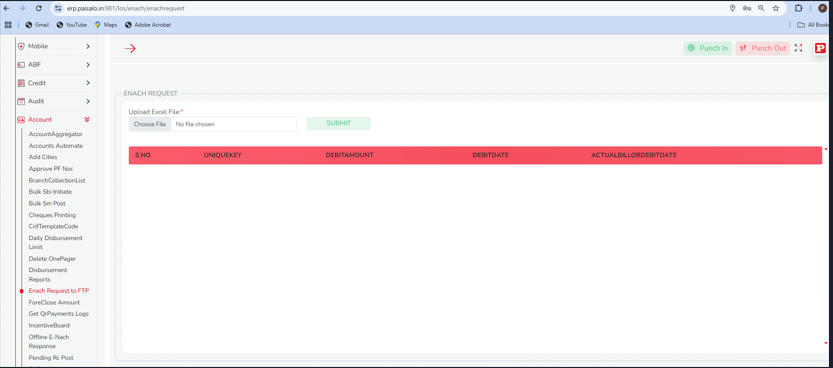 erp.paisalo.in:981/los/enach/enachrequest
P
Gmail
YouTube
Maps
Adobe Acrobat
All Book
Mobile
ABF
Credit
Audit
Account
AccountAggregator
Accounts Automate
Add Cities
Approve PF Noc
BranchCollectionList
Bulk Sbi Initiate
Bulk Sm Post
Cheques Printing
CrifTemplateCode
Daily Disbursement
Limit
Delete OnePager
Disbursement
Reports
Enach Request to FTP
ForeClose Amount
Get QrPayments Logs
IncentiveBoard
Offline E-Nach
Response
Pending Rc Post
Punch In
Punch Out
P
ENACH REQUEST
Upload Excel File:*
Choose File No file chosen
SUBMIT
S.NO UNIQUEKEY DEBITAMOUNT DEBITDATE ACTUALBILLORDEBITDATE